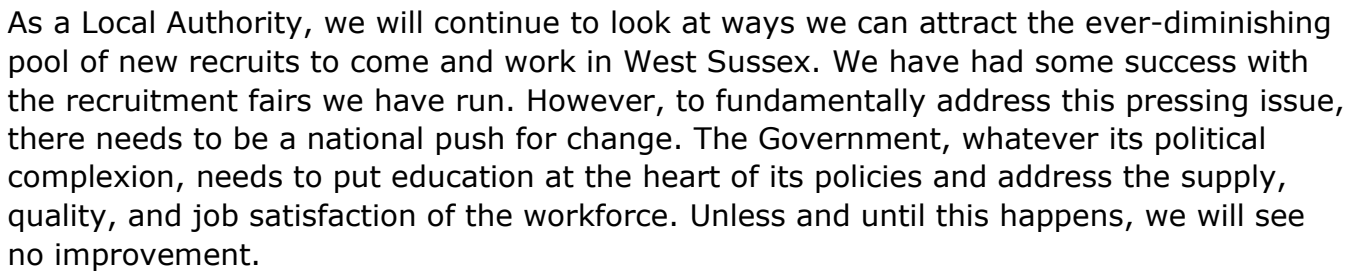 As a Local Authority, we will continue to look at ways we can attract the ever-diminishing
pool of new recruits to come and work in West Sussex. We have had some success with
the recruitment fairs we have run. However, to fundamentally address this pressing issue,
there needs to be a national push for change. The Government, whatever its political
complexion, needs to put education at the heart of its policies and address the supply,
quality, and job satisfaction of the workforce. Unless and until this happens, we will see
no improvement.